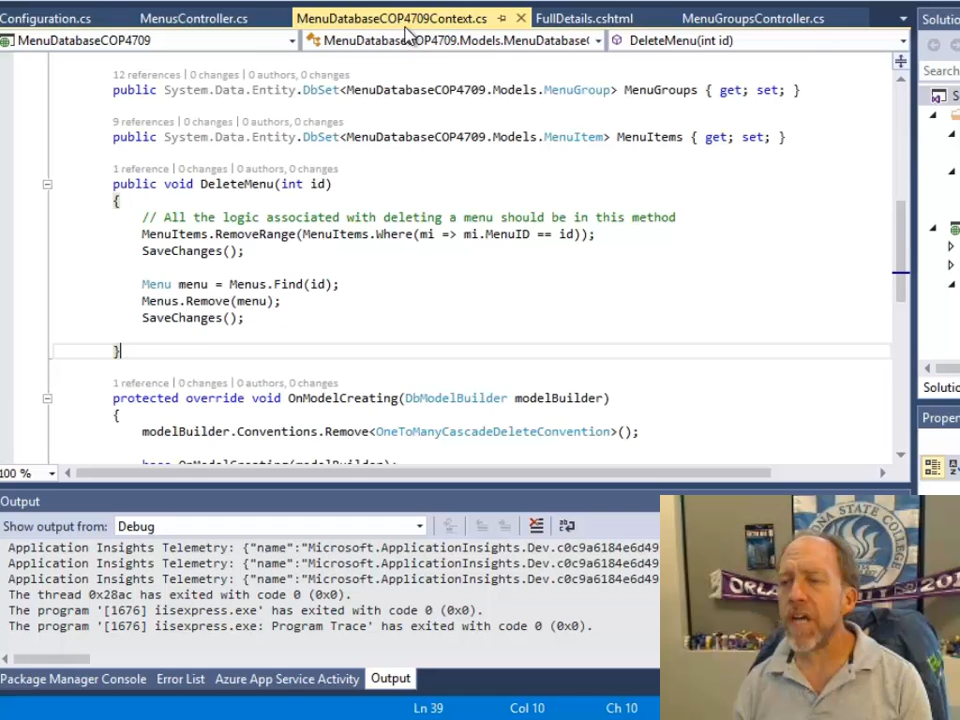 Configuration.cs MenusController.cs MenuDatabaseCOP4709Context.cs FullDetails.cshtml MenuGroupsController.cs Solutio
MenuDatabaseCOP4709 MenuDatabaseCOP4709.Models.MenuDatabaseC DeleteMenu(int id)
Search
12 references | 0 changes | 0 authors, 0 changes
public System.Data.Entity.DbSet<MenuDatabaseCOP4709.Models.MenuGroup> MenuGroups { get; set; }
9 references | 0 changes | 0 authors, 0 changes
public System.Data.Entity.DbSet<MenuDatabaseCOP4709.Models.MenuItem> MenuItems { get; set; }
1 reference | 0 changes | 0 authors, 0 changes
public void DeleteMenu(int id)
{
// All the logic associated with deleting a menu should be in this method
MenuItems.RemoveRange(MenuItems.Where(mi => mi.MenuID == id));
SaveChanges();
Menu menu = Menus.Find(id);
Menus.Remove(menu);
SaveChanges();
}
1 reference | 0 changes | 0 authors, 0 changes
protected override void OnModelCreating(DbModelBuilder modelBuilder)
{
modelBuilder.Conventions.Remove<OneToManyCascadeDeleteConvention>();
base.OnModelCreating(modelBuilder);
Solutio
Proper
100 %
Output
Show output from: Debug
Application Insights Telemetry: {"name":"Microsoft.ApplicationInsights.Dev.c0c9a6184e6d49
Application Insights Telemetry: {"name":"Microsoft.ApplicationInsights.Dev.c0c9a6184e6d49
Application Insights Telemetry: {"name":"Microsoft.ApplicationInsights.Dev.c0c9a6184e6d49
The thread 0x28ac has exited with code 0 (0x0).
The program '[1676] iisexpress.exe' has exited with code 0 (0x0).
The program '[1676] iisexpress.exe: Program Trace' has exited with code 0 (0x0).
Package Manager Console Error List Azure App Service Activity Output
Ln 39 Col 10 Ch 10
STATE COLLEGE
ORL